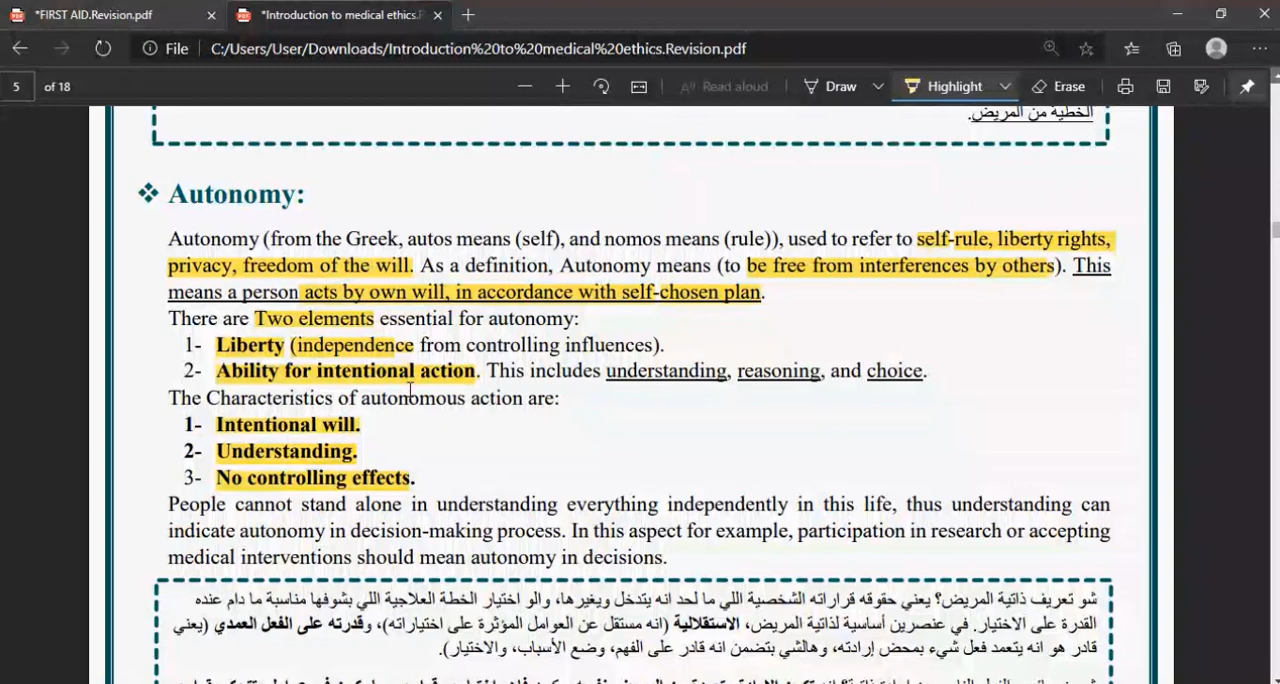 *FIRST AID.Revision.pdf
*Introduction to medical ethics.
File
C:/Users/User/Downloads/Introduction%20to%20medical%20ethics.Revision.pdf
5 of 18
Read aloud
Draw
Highlight
Erase
الخطية من المريض.
❖ Autonomy:
Autonomy (from the Greek, autos means (self), and nomos means (rule)), used to refer to self-rule, liberty rights,
privacy, freedom of the will. As a definition, Autonomy means (to be free from interferences by others). This
means a person acts by own will, in accordance with self-chosen plan.
There are Two elements essential for autonomy:
1- Liberty (independence from controlling influences).
2- Ability for intentional action. This includes understanding, reasoning, and choice.
The Characteristics of autonomous action are:
1- Intentional will.
2- Understanding.
3- No controlling effects.
People cannot stand alone in understanding everything independently in this life, thus understanding can
indicate autonomy in decision-making process. In this aspect for example, participation in research or accepting
medical interventions should mean autonomy in decisions.
شو تعريف ذاتية المريض؟ يعني حقوقه قراراته الشخصية اللي ما لحد انه يتدخل ويغيرها، والو اختيار الخطة العلاجية اللي بشوفها مناسبة ما دام عنده
القدرة على الاختيار. في عنصرين أساسية لذاتية المريض، الاستقلالية (انه مستقل عن العوامل المؤثرة على اختياراته)، وقدرته على الفعل العمدي (يعني
قادر هو انه يتعمد فعل شيء بمحض إرادته، وهالشي بتضمن انه قادر على الفهم، وضع الأسباب، والاختيار).